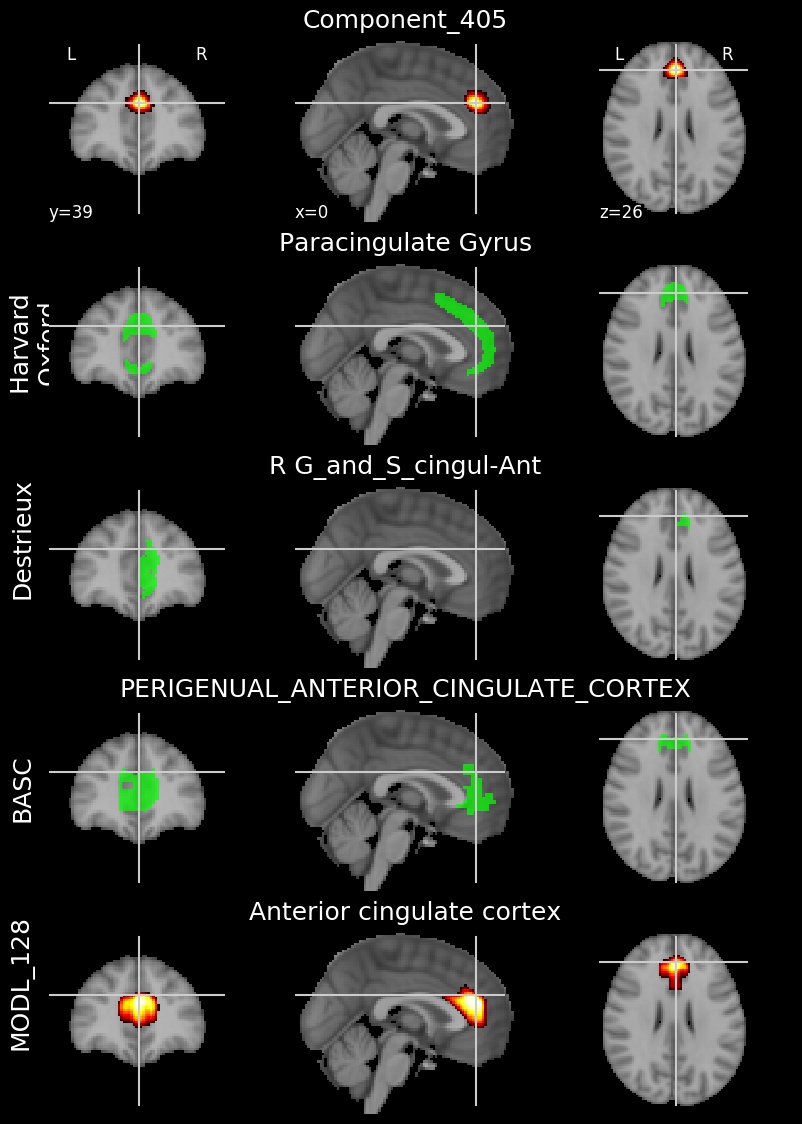 Component_405
L R L R
y=39 x=0 z=26
Paracingulate Gyrus
Harvard
Oxford
R G_and_S_cingul-Ant
Destrieux
PERIGENUAL_ANTERIOR_CINGULATE_CORTEX
BASC
Anterior cingulate cortex
MODL_128